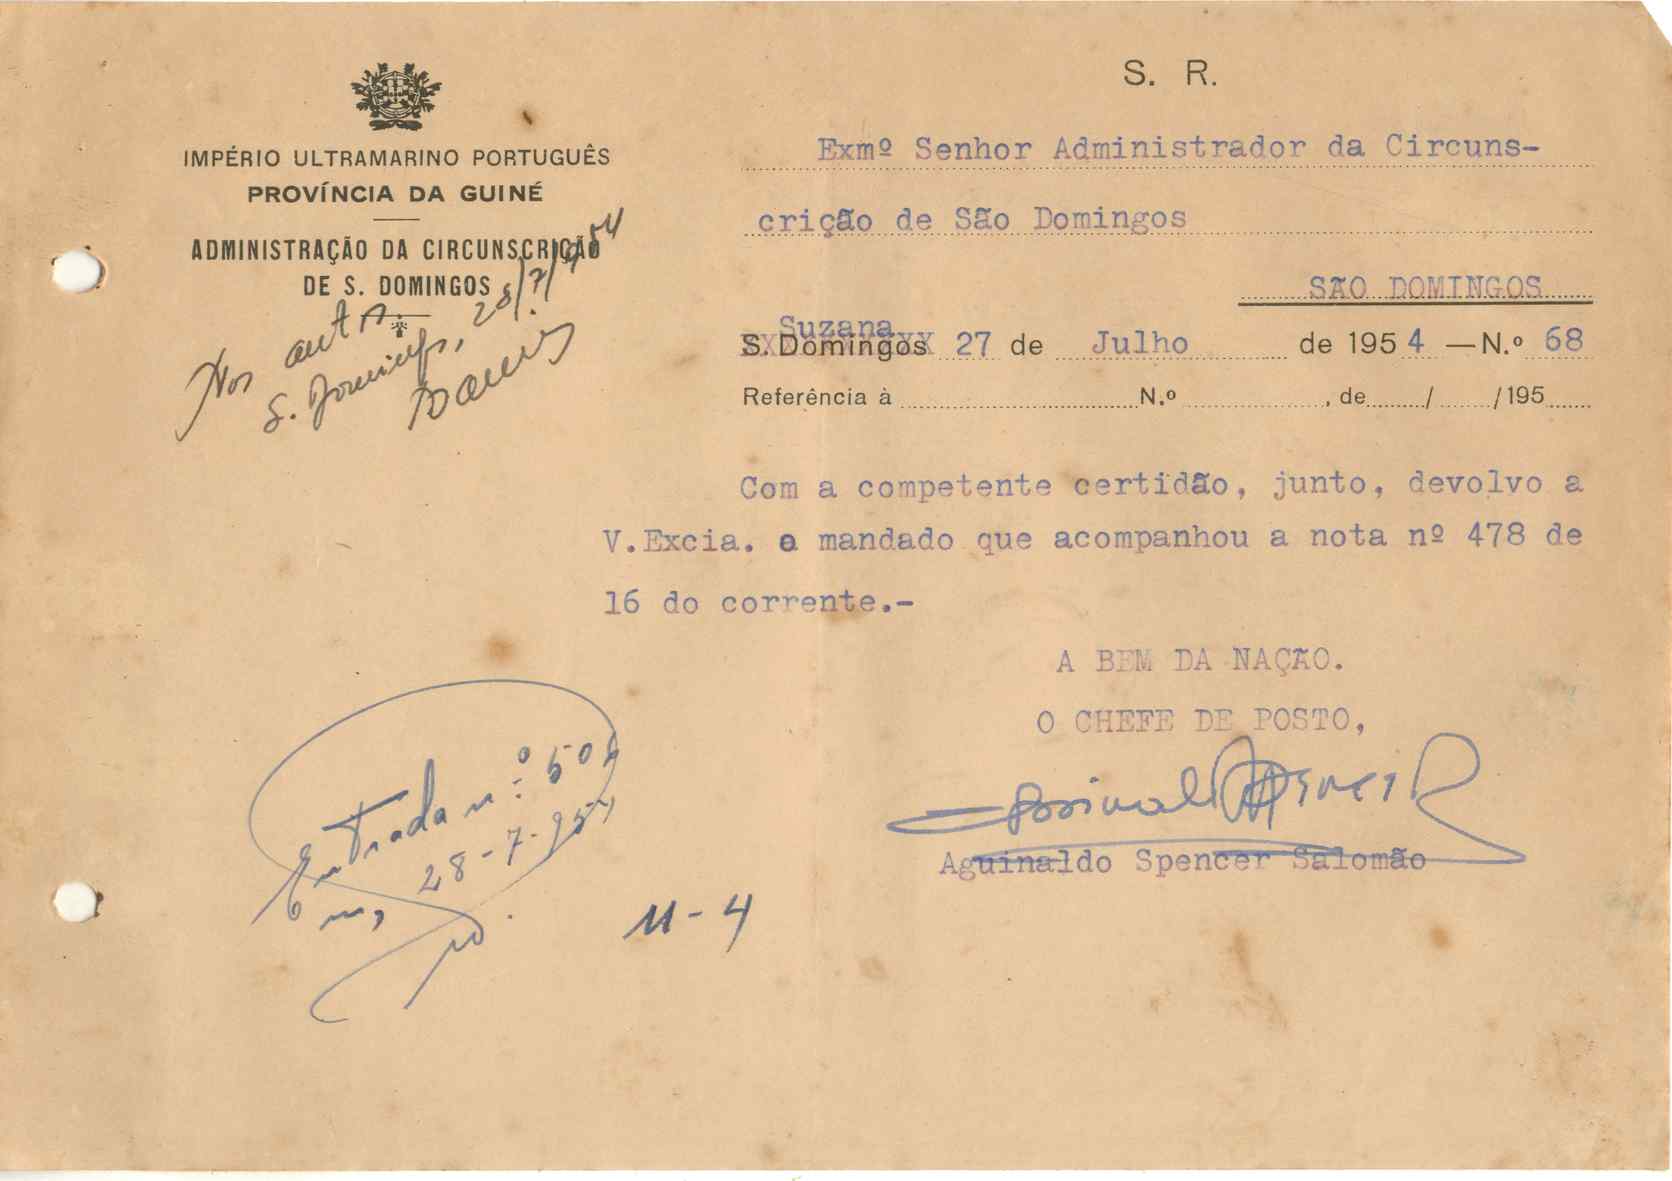 S. R.
IMPÉRIO ULTRAMARINO PORTUGUÊS
PROVÍNCIA DA GUINÉ
ADMINISTRAÇÃO DA CIRCUNSCRIÇÃO
DE S. DOMINGOS
Nos autos.
S. Domingos, 28/7/954
Exmº Senhor Administrador da Circuns-
crição de São Domingos
SÃO DOMINGOS
Suzana
S. Domingos 27 de Julho de 1954 — N.º 68
Referência à N.º , de / /195
Com a competente certidão, junto, devolvo a
V.Excia. o mandado que acompanhou a nota nº 478 de
16 do corrente.-
A BEM DA NAÇÃO.
O CHEFE DE POSTO,
Aguinaldo Spencer Salomão
Entrada n.º 506
em, 28-7-954
M-4